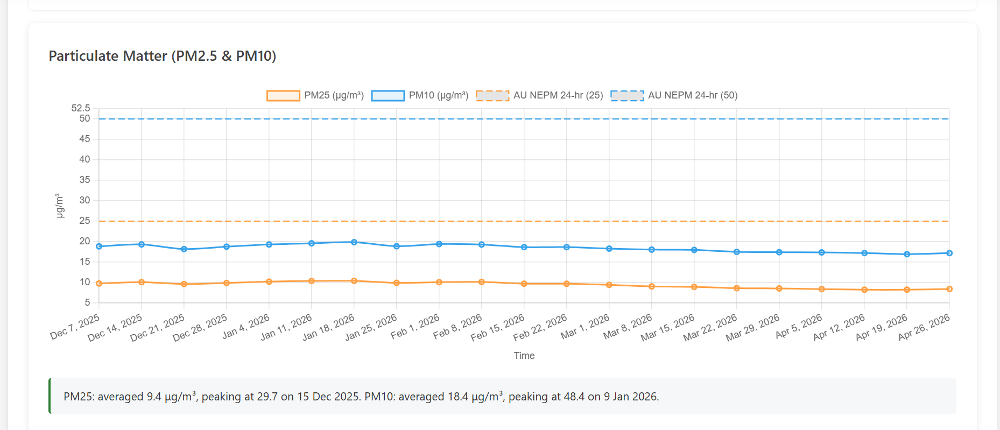 Particulate Matter (PM2.5 & PM10)
PM25 (µg/m³) PM10 (µg/m³) AU NEPM 24-hr (25) AU NEPM 24-hr (50)
52.5
50
45
40
35
30
25
20
15
10
5
µg/m³
Dec 7, 2025 Dec 14, 2025 Dec 21, 2025 Dec 28, 2025 Jan 4, 2026 Jan 11, 2026 Jan 18, 2026 Jan 25, 2026 Feb 1, 2026 Feb 8, 2026 Feb 15, 2026 Feb 22, 2026 Mar 1, 2026 Mar 8, 2026 Mar 15, 2026 Mar 22, 2026 Mar 29, 2026 Apr 5, 2026 Apr 12, 2026 Apr 19, 2026 Apr 26, 2026
Time
PM25: averaged 9.4 µg/m³, peaking at 29.7 on 15 Dec 2025. PM10: averaged 18.4 µg/m³, peaking at 48.4 on 9 Jan 2026.